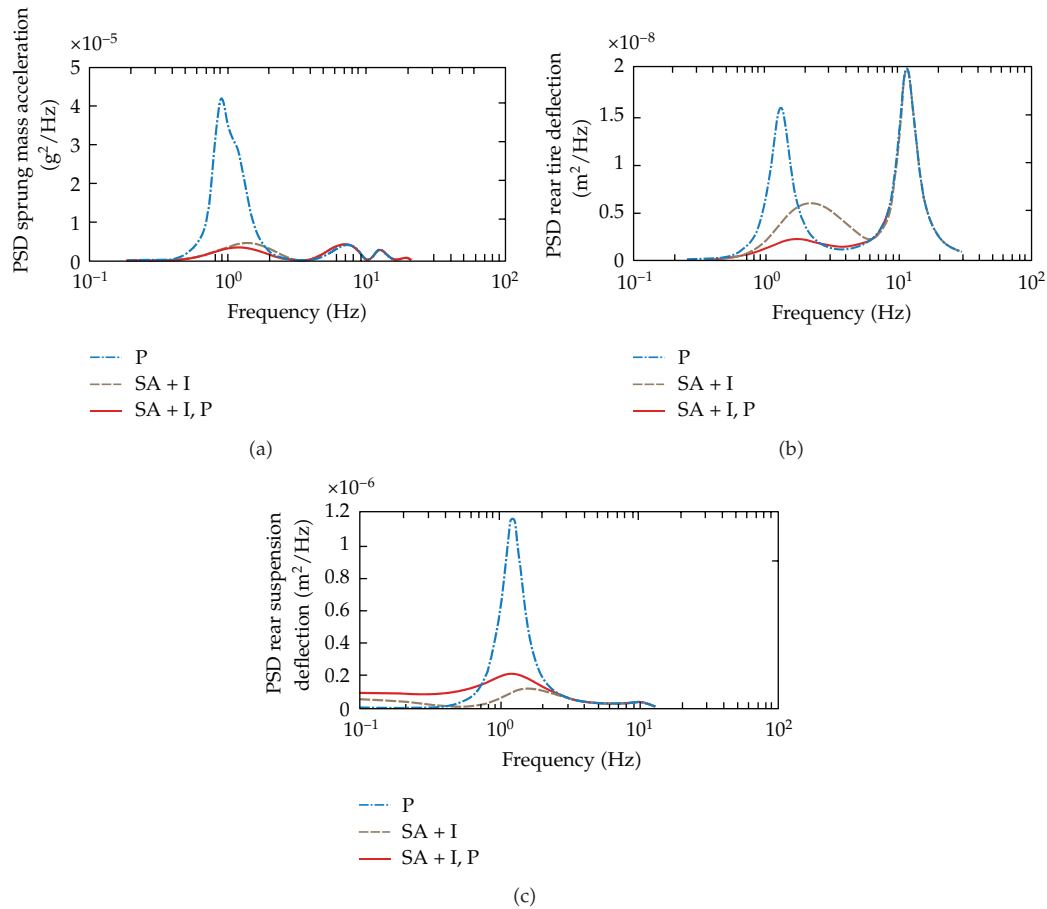 ×10⁻⁵
5
4
3
2
1
0
PSD sprung mass acceleration
(g²/Hz)
10⁻¹
10⁰
10¹
10²
Frequency (Hz)
P
SA + I
SA + I, P
(a)
×10⁻⁸
2
1.5
1
0.5
0
PSD rear tire deflection
(m²/Hz)
10⁻¹
10⁰
10¹
10²
Frequency (Hz)
P
SA + I
SA + I, P
(b)
×10⁻⁶
1.2
1
0.8
0.6
0.4
0.2
0
PSD rear suspension
deflection (m²/Hz)
10⁻¹
10⁰
10¹
10²
Frequency (Hz)
P
SA + I
SA + I, P
(c)